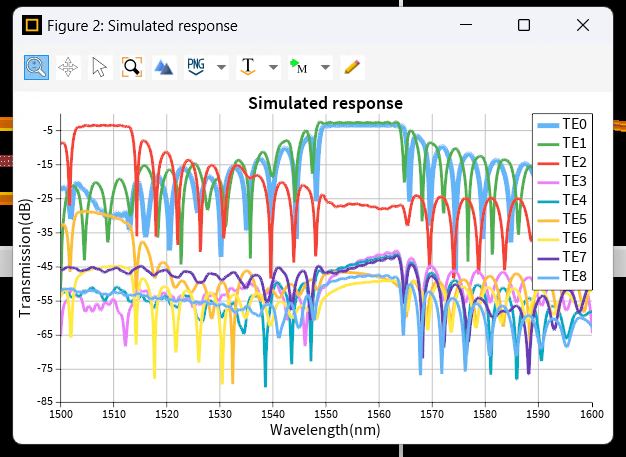 Figure 2: Simulated response
PNG T M
Simulated response
Transmission(dB)
-5
-15
-25
-35
-45
-55
-65
-75
-85
1500 1510 1520 1530 1540 1550 1560 1570 1580 1590 1600
Wavelength(nm)
TE0
TE1
TE2
TE3
TE4
TE5
TE6
TE7
TE8